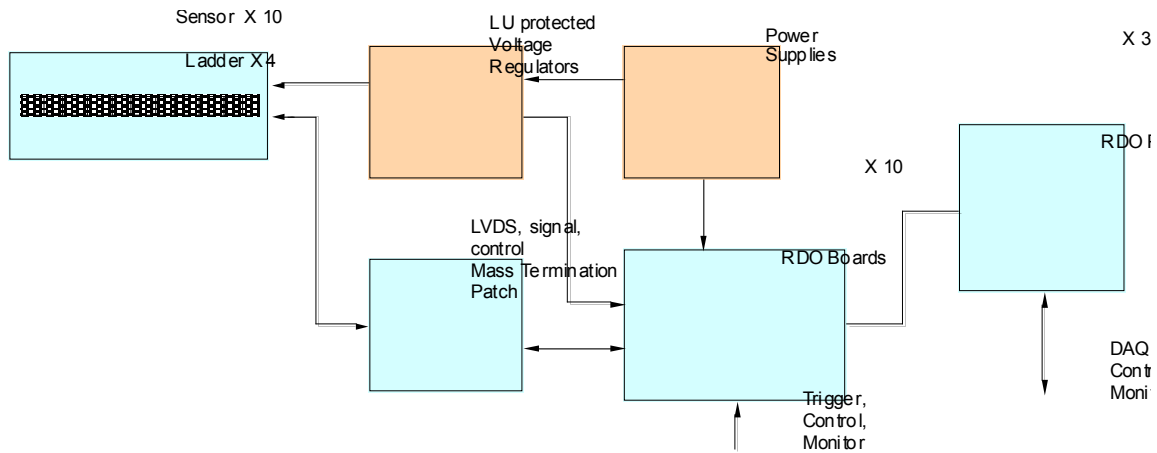 Sensor X 10
Ladder X4
LU protected
Voltage
Regulators
Power
Supplies
X 3
RDO
X 10
LVDS, signal,
control
Mass Termination
Patch
RDO Boards
Trigger,
Control,
Monitor
DAQ